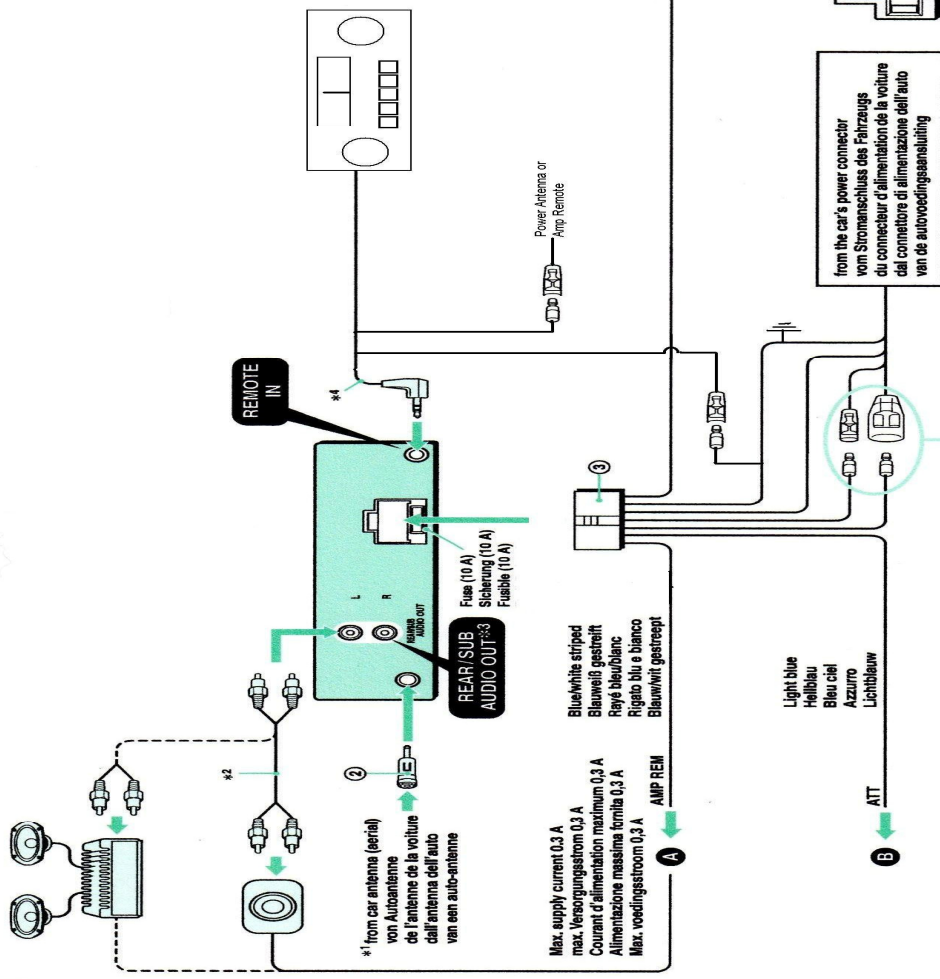 Power Antenna or
Amp Remote
REMOTE
IN
*4
from the car's power connector
vom Stromanschluss des Fahrzeugs
du connecteur d'alimentation de la voiture
dal connettore di alimentazione dell'auto
van de autovoedingsaansluiting
3
Fuse (10 A)
Sicherung (10 A)
Fusible (10 A)
L
R
REAR/SUB
AUDIO OUT
REAR/SUB
AUDIO OUT*3
*2
2
*1 from car antenna (aerial)
von Autoantenne
de l'antenne de la voiture
dall'antenna dell'auto
van een auto-antenne
Blue/white striped
Blauweiß gestreift
Rayé bleu/blanc
Rigato blu e bianco
Blauw/wit gestreept
Max. supply current 0.3 A
max. Versorgungsstrom 0,3 A
Courant d'alimentation maximum 0,3 A
Alimentazione massima fornita 0,3 A
Max. voedingsstroom 0,3 A
AMP REM
A
Light blue
Hellblau
Bleu ciel
Azzurro
Lichtblauw
ATT
B